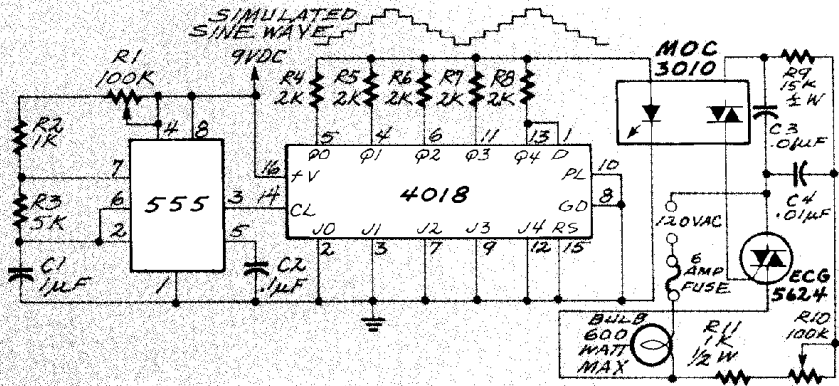 SIMULATED
SINE WAVE
9VDC
R1
100K
R2
1K
R3
5K
C1
1µF
4
8
7
6
2
3
5
1
555
C2
.1µF
R4
2K
R5
2K
R6
2K
R7
2K
R8
2K
5
4
6
11
13
1
Q0
Q1
Q2
Q3
Q4
D
16
+V
14
CL
4018
PL
10
GD
8
J0
J1
J2
J3
J4
RS
2
3
7
9
12
15
MOC
3010
R9
15K
½ W
C3
.01µF
C4
.01µF
120VAC
6
AMP
FUSE
ECG
5624
BULB
600
WATT
MAX
R11
1K
1/2 W
R10
100K